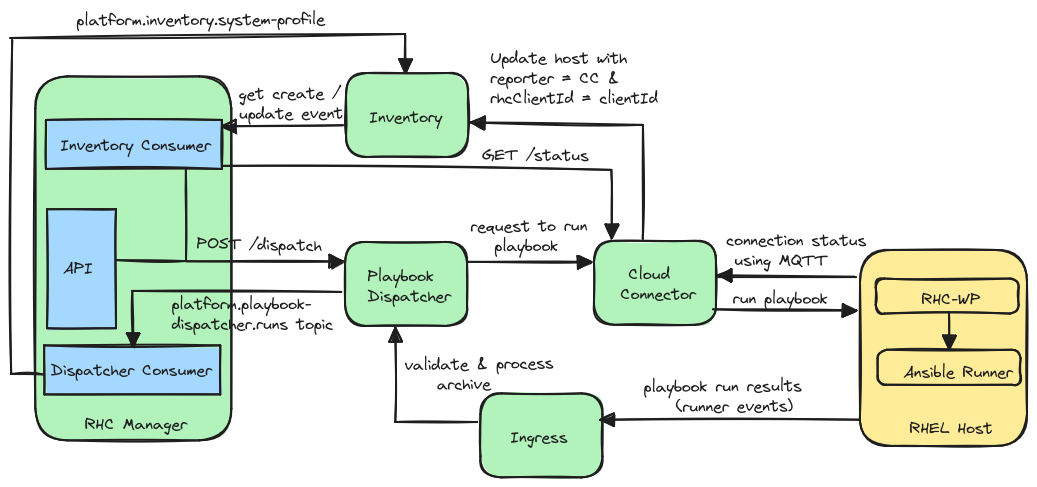 platform.inventory.system-profile
Update host with
reporter = CC &
rhcClientId = clientId
get create /
update event
Inventory
Inventory Consumer
GET /status
API
POST /dispatch
request to run
playbook
connection status
using MQTT
Playbook
Dispatcher
Cloud
Connector
RHC-WP
run playbook
platform.playbook-
dispatcher.runs topic
Dispatcher Consumer
validate & process
archive
Ansible Runner
playbook run results
(runner events)
RHC Manager
Ingress
RHEL Host